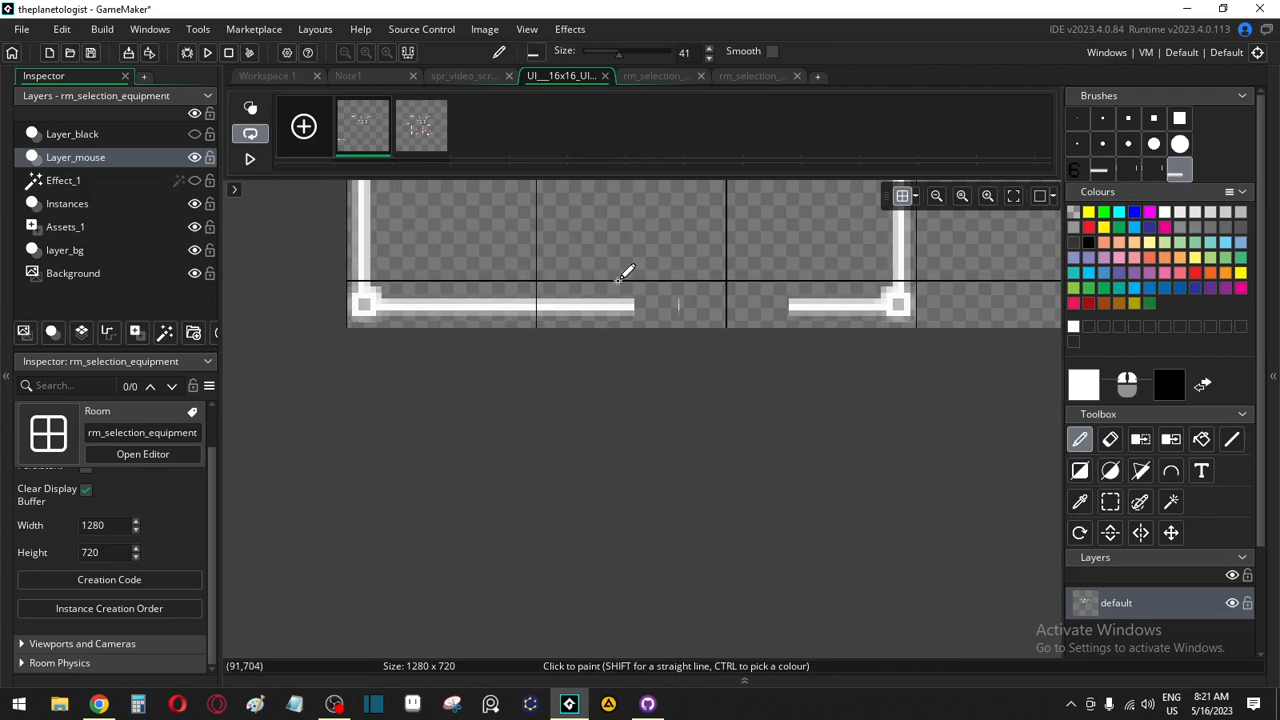 theplanetologist - GameMaker*
File Edit Build Windows Tools Marketplace Layouts Help Source Control Image View Effects
IDE v2023.4.0.84 Runtime v2023.4.0.113
Size: 41 Smooth
Windows | VM | Default | Default
Inspector
Workspace 1 Note1 spr_video_scr... UI__16x16_UI... rm_selection_... rm_selection_...
Layers - rm_selection_equipment
Layer_black
Layer_mouse
Effect_1
Instances
Assets_1
layer_bg
Background
Inspector: rm_selection_equipment
Search... 0/0
Room
rm_selection_equipment
Open Editor
Clear Display
Buffer
Width 1280
Height 720
Creation Code
Instance Creation Order
Viewports and Cameras
Room Physics
Brushes
Colours
Toolbox
Layers
default
Activate Windows
Go to Settings to activate Windows.
(91,704) Size: 1280 x 720 Click to paint (SHIFT for a straight line, CTRL to pick a colour)
ENG
US
8:21 AM
5/16/2023